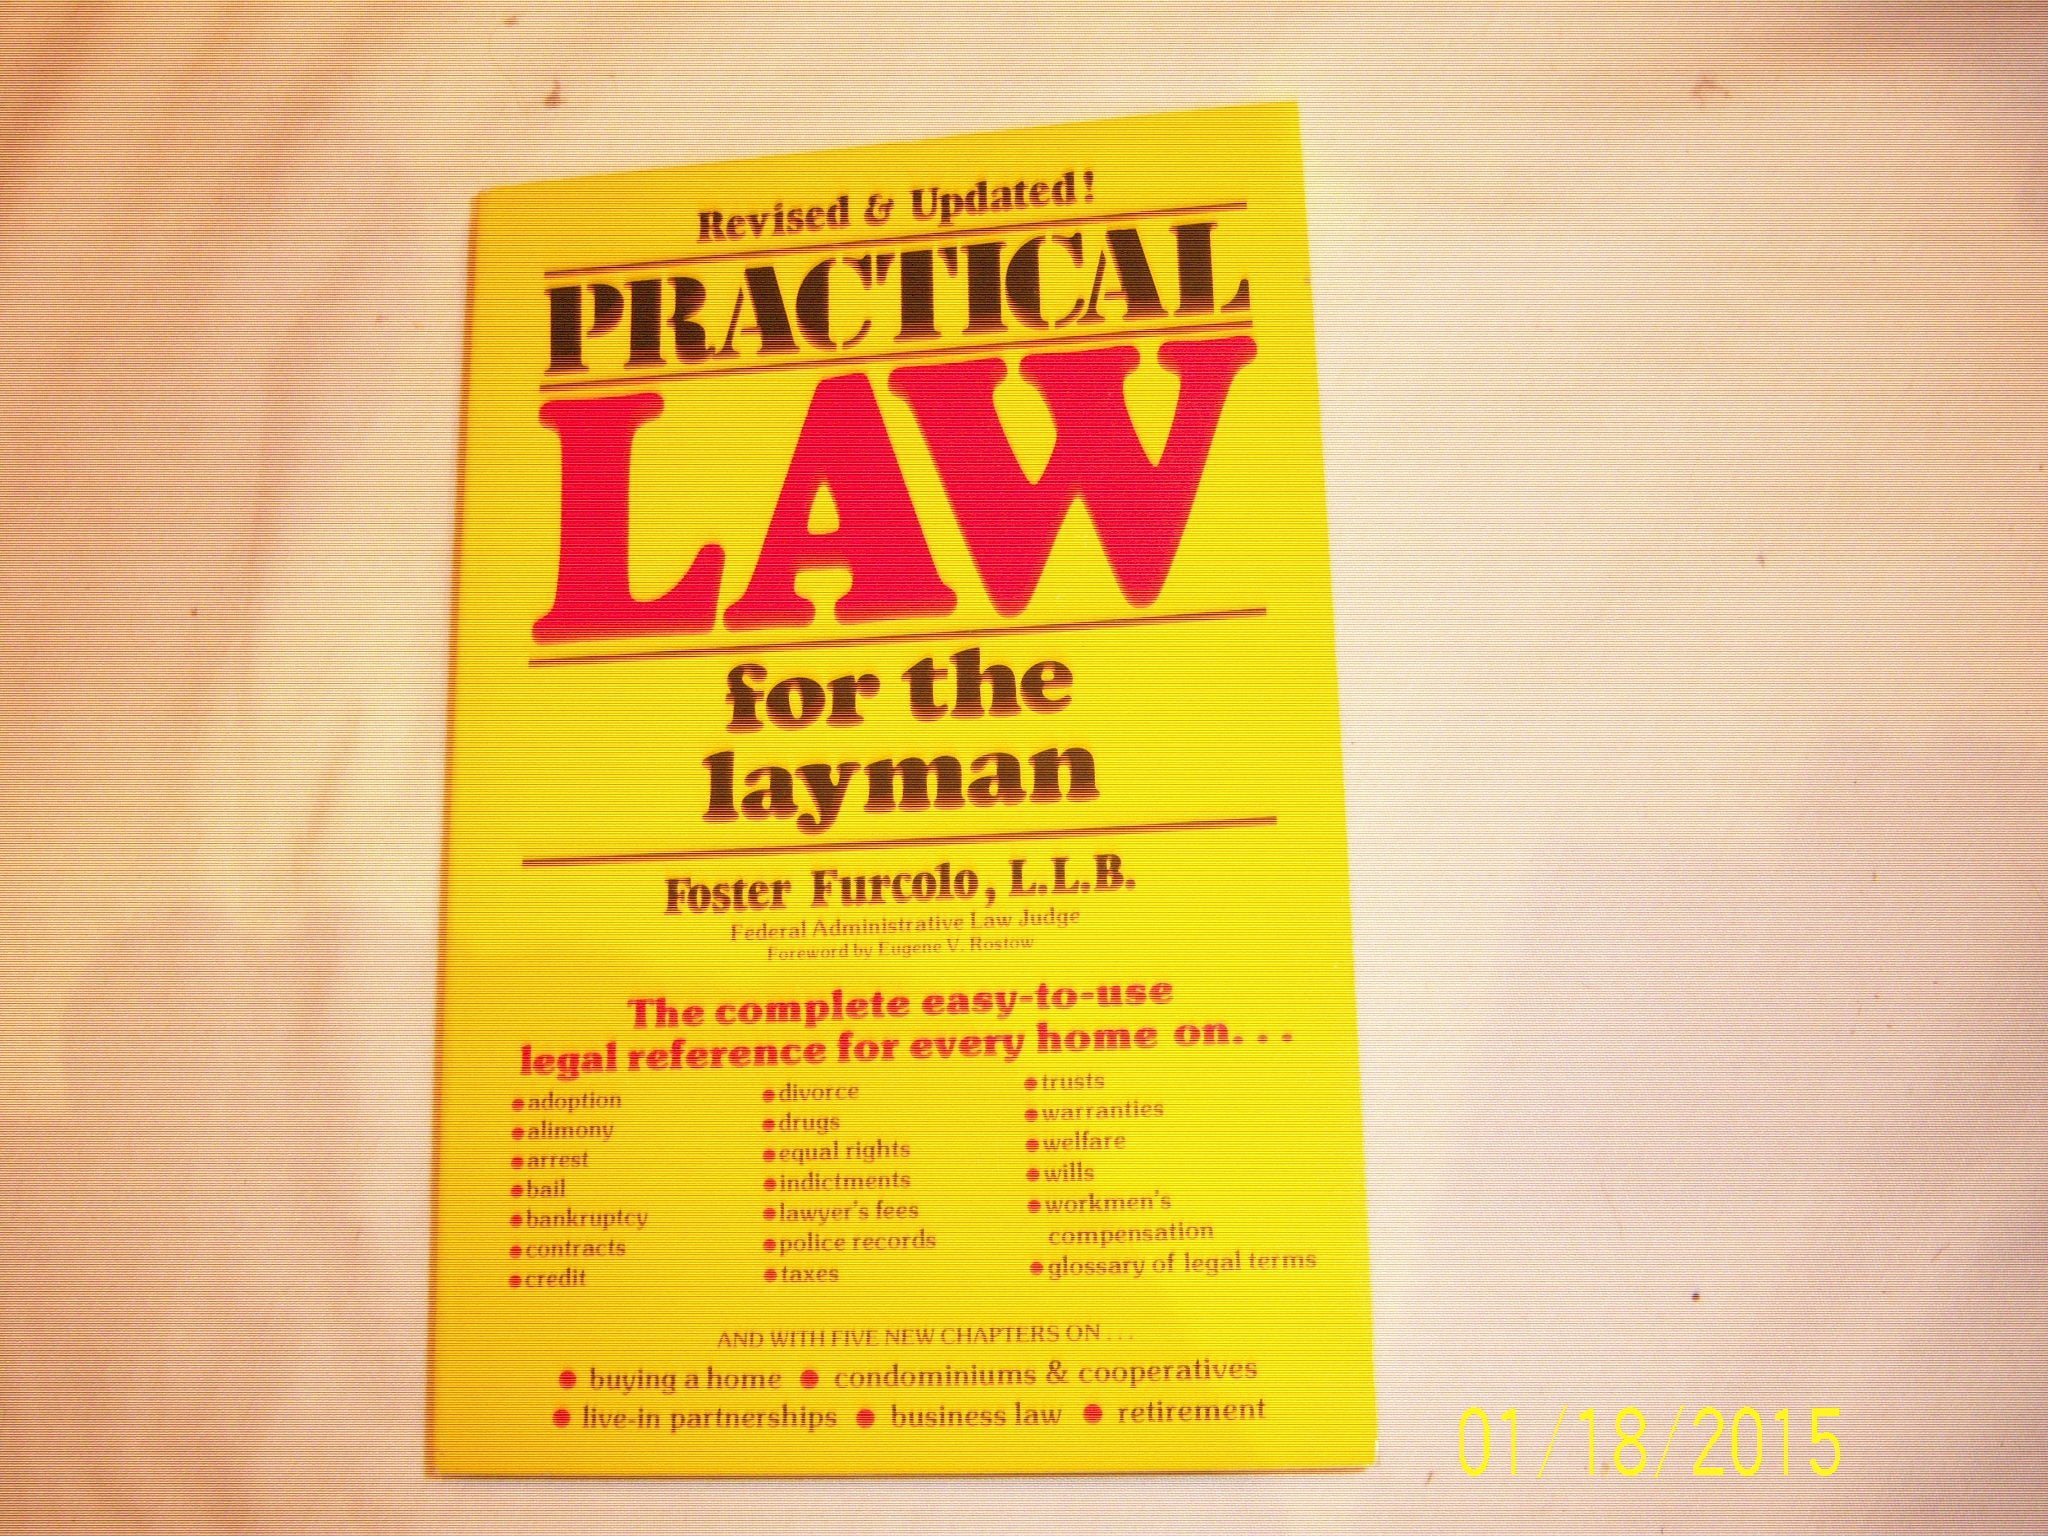 Revised & Updated!
PRACTICAL
LAW
for the
layman
Foster Furcolo, L.L.B.
Federal Administrative Law Judge
Foreword by Eugene V. Rostow
The complete easy-to-use
legal reference for every home on. . .
●adoption
●alimony
●arrest
●bail
●bankruptcy
●contracts
●credit
●divorce
●drugs
●equal rights
●indictments
●lawyer's fees
●police records
●taxes
●trusts
●warranties
●welfare
●wills
●workmen's
compensation
●glossary of legal terms
AND WITH FIVE NEW CHAPTERS ON . . .
● buying a home ● condominiums & cooperatives
● live-in partnerships ● business law ● retirement
01/18/2015